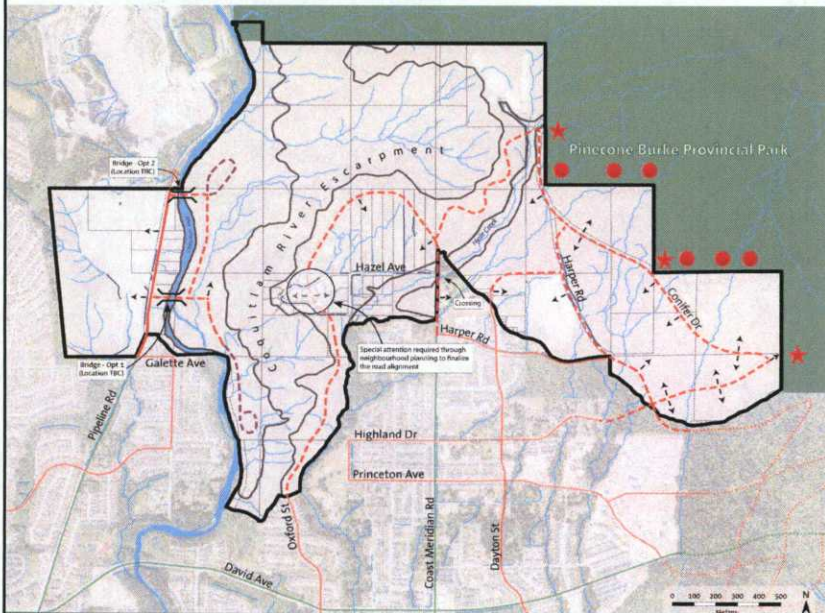 Pinecone Burke Provincial Park
Bridge - Opt 2
(Location TBC)
Coquitlam River Escarpment
Hazel Ave
Crossing
Harper Rd
Conifer Dr
Harper Rd
Special attention required through
neighbourhood planning to finalize
the road alignment
Bridge - Opt 1
(Location TBC)
Galette Ave
Pipeline Rd
Highland Dr
Princeton Ave
Oxford St
Coast Meridian Rd
Dayton St
David Ave
0 100 200 300 400 500
Metres
N